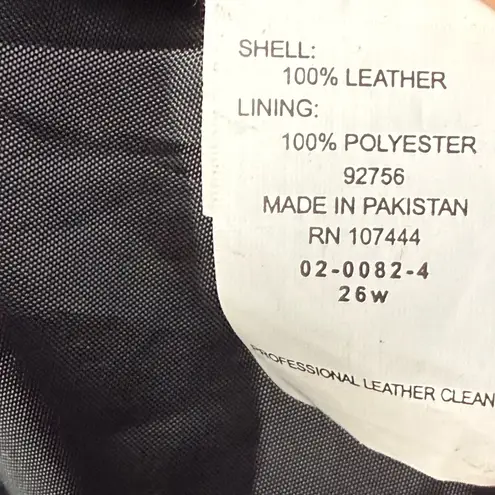 SHELL:
100% LEATHER
LINING:
100% POLYESTER
92756
MADE IN PAKISTAN
RN 107444
02-0082-4
26w
PROFESSIONAL LEATHER CLEAN